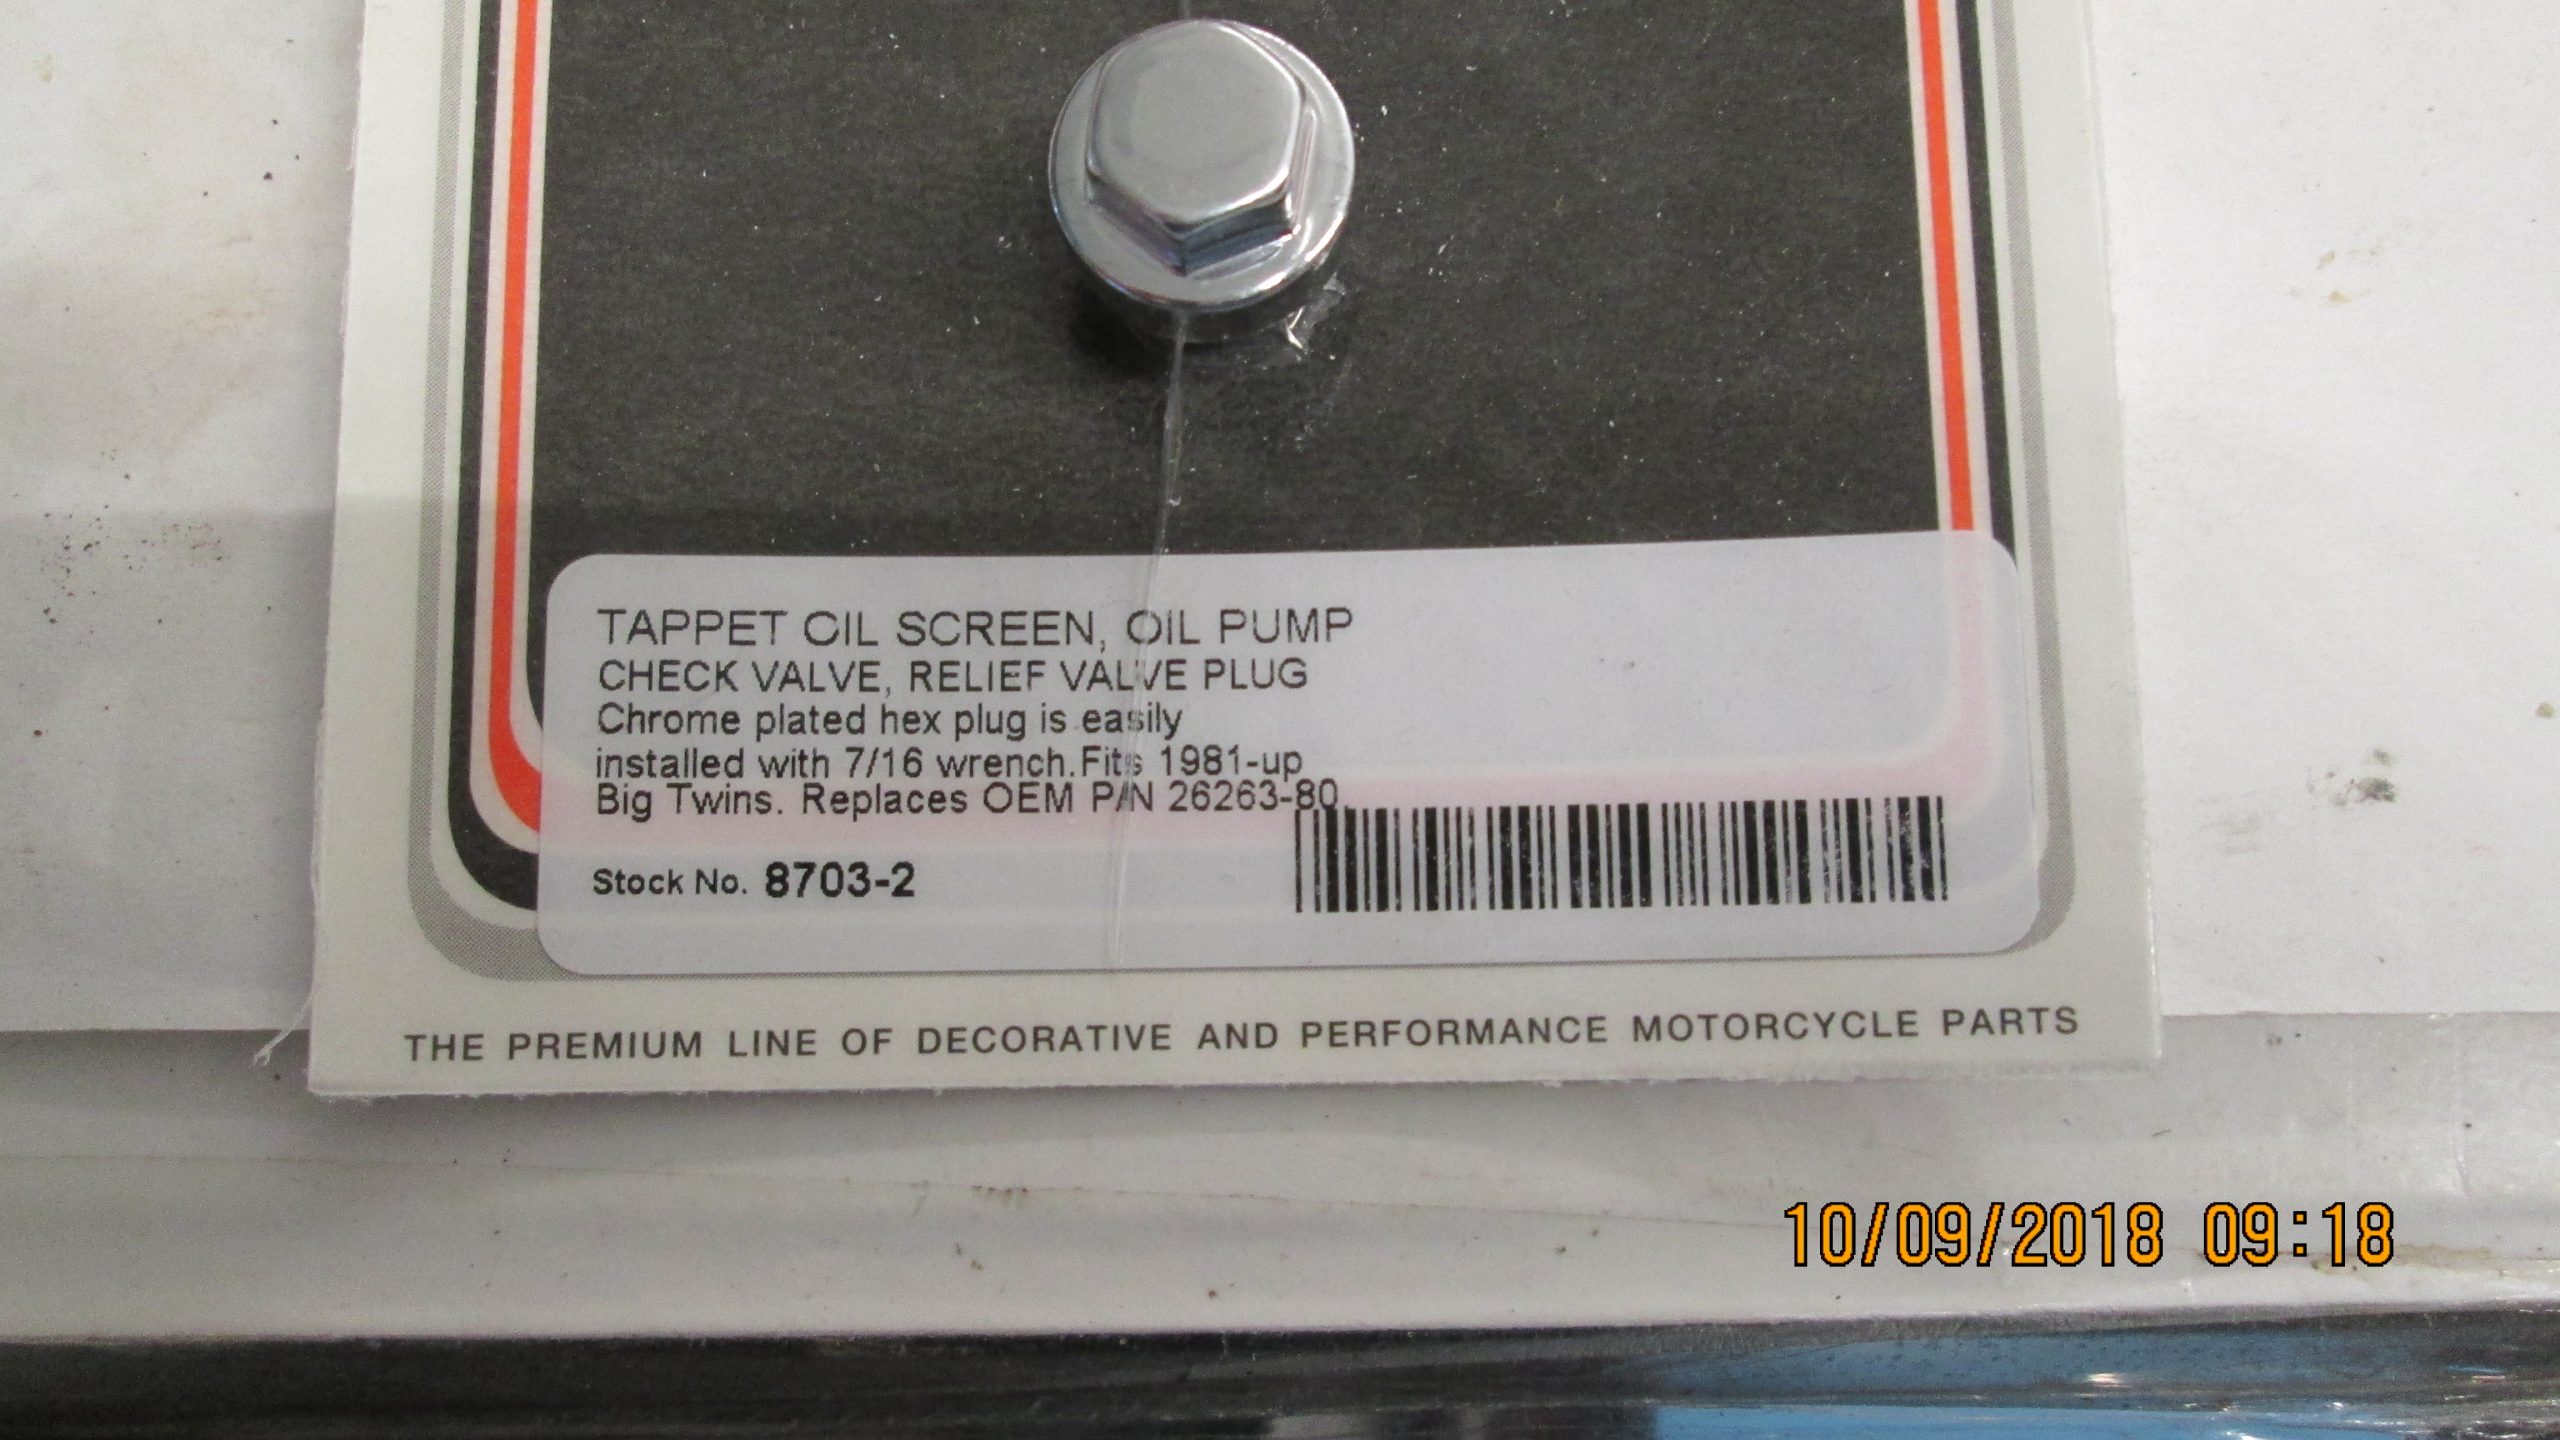 TAPPET OIL SCREEN, OIL PUMP
CHECK VALVE, RELIEF VALVE PLUG
Chrome plated hex plug is easily
installed with 7/16 wrench.Fits 1981-up
Big Twins. Replaces OEM P/N 26263-80.
Stock No. 8703-2
THE PREMIUM LINE OF DECORATIVE AND PERFORMANCE MOTORCYCLE PARTS
10/09/2018 09:18